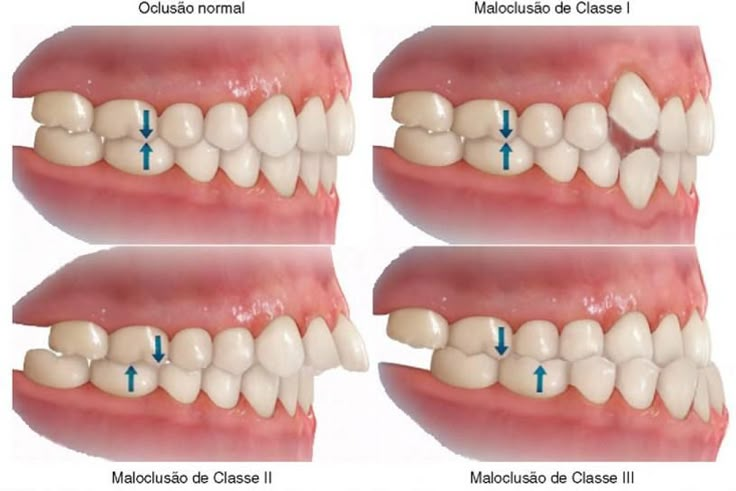 Oclusão normal
Maloclusão de Classe I
Maloclusão de Classe II
Maloclusão de Classe III